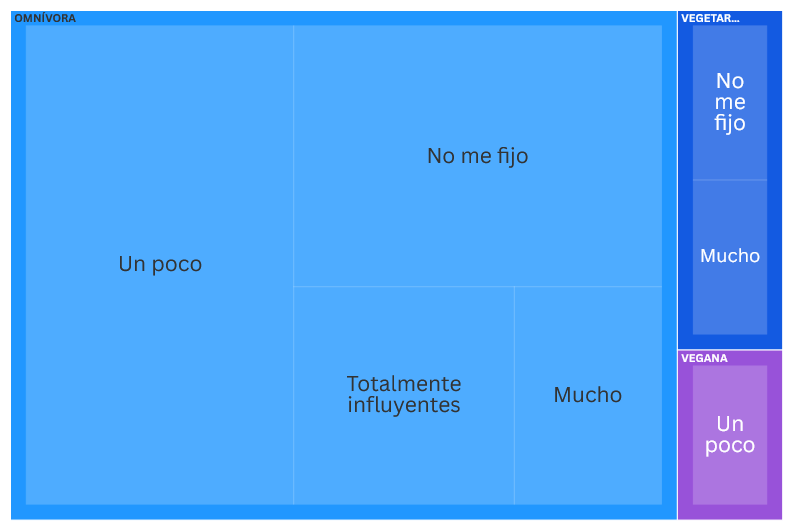 OMNÍVORA
Un poco
No me fijo
Totalmente
influyentes
Mucho
VEGETAR...
No
me
fijo
Mucho
VEGANA
Un
poco